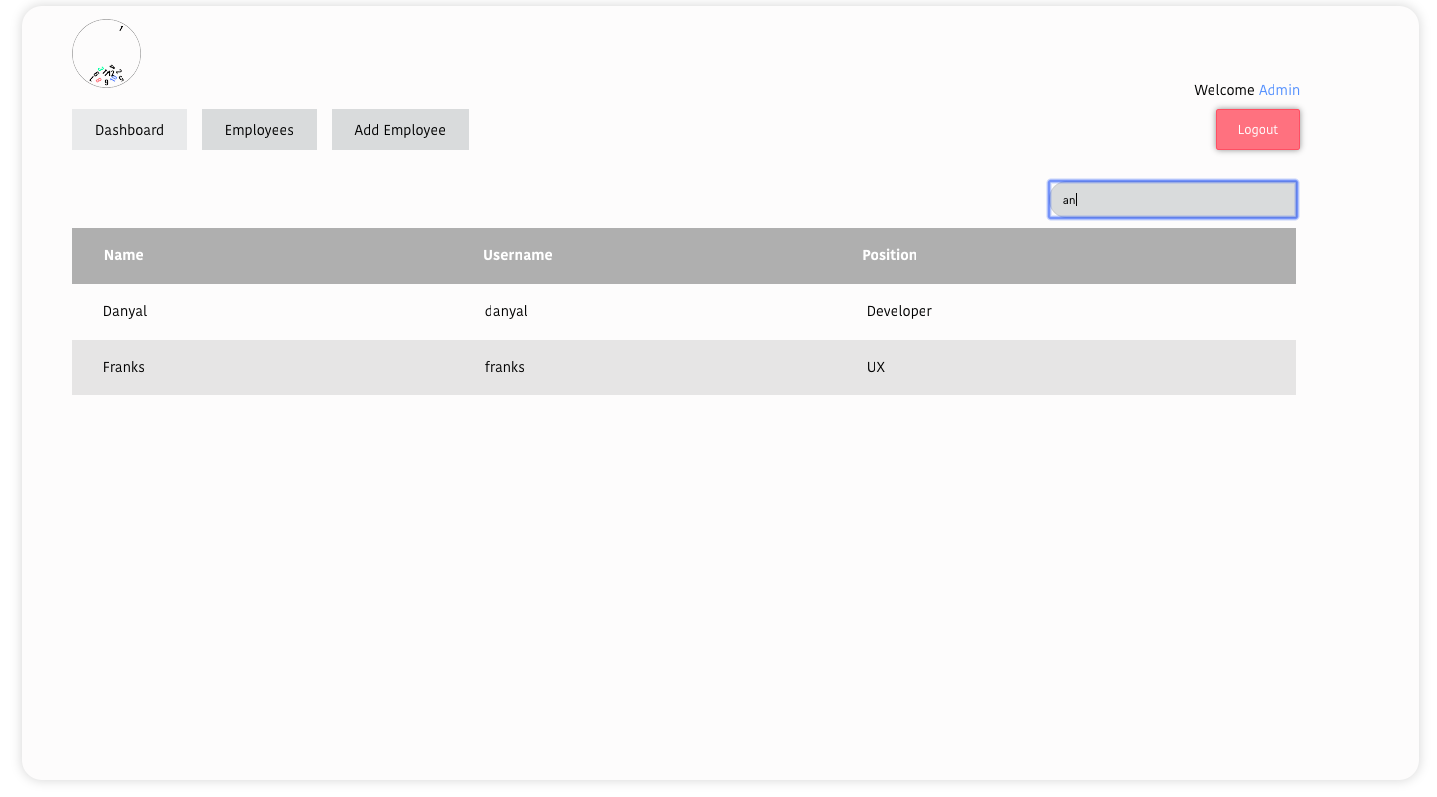 Welcome Admin
Dashboard Employees Add Employee Logout
an
Name Username Position
Danyal danyal Developer
Franks franks UX